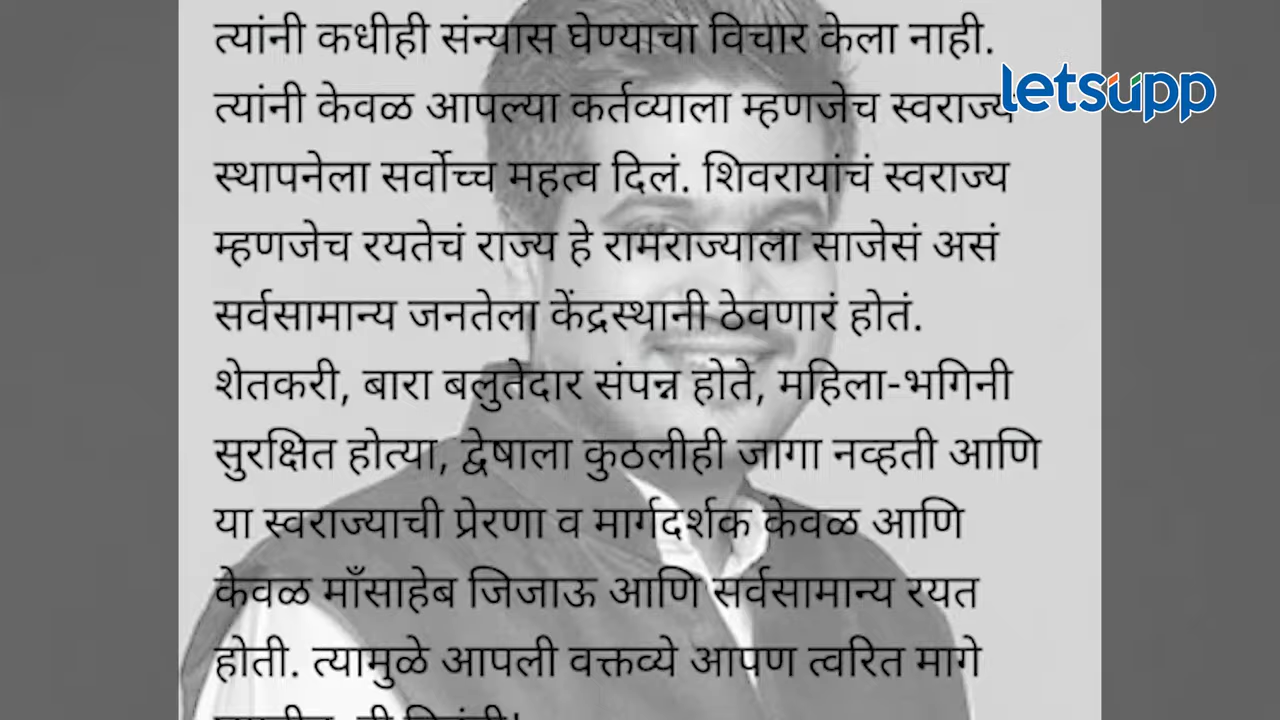 त्यांनी कधीही संन्यास घेण्याचा विचार केला नाही.
letsupp
त्यांनी केवळ आपल्या कर्तव्याला म्हणजेच स्वराज्य
स्थापनेला सर्वोच्च महत्व दिलं. शिवरायांचं स्वराज्य
म्हणजेच रयतेचं राज्य हे रामराज्याला साजेसं असं
सर्वसामान्य जनतेला केंद्रस्थानी ठेवणारं होतं.
शेतकरी, बारा बलुतेदार संपन्न होते, महिला-भगिनी
सुरक्षित होत्या, द्वेषाला कुठलीही जागा नव्हती आणि
या स्वराज्याची प्रेरणा व मार्गदर्शक केवळ आणि
केवळ माँसाहेब जिजाऊ आणि सर्वसामान्य रयत
होती. त्यामुळे आपली वक्तव्ये आपण त्वरित मागे